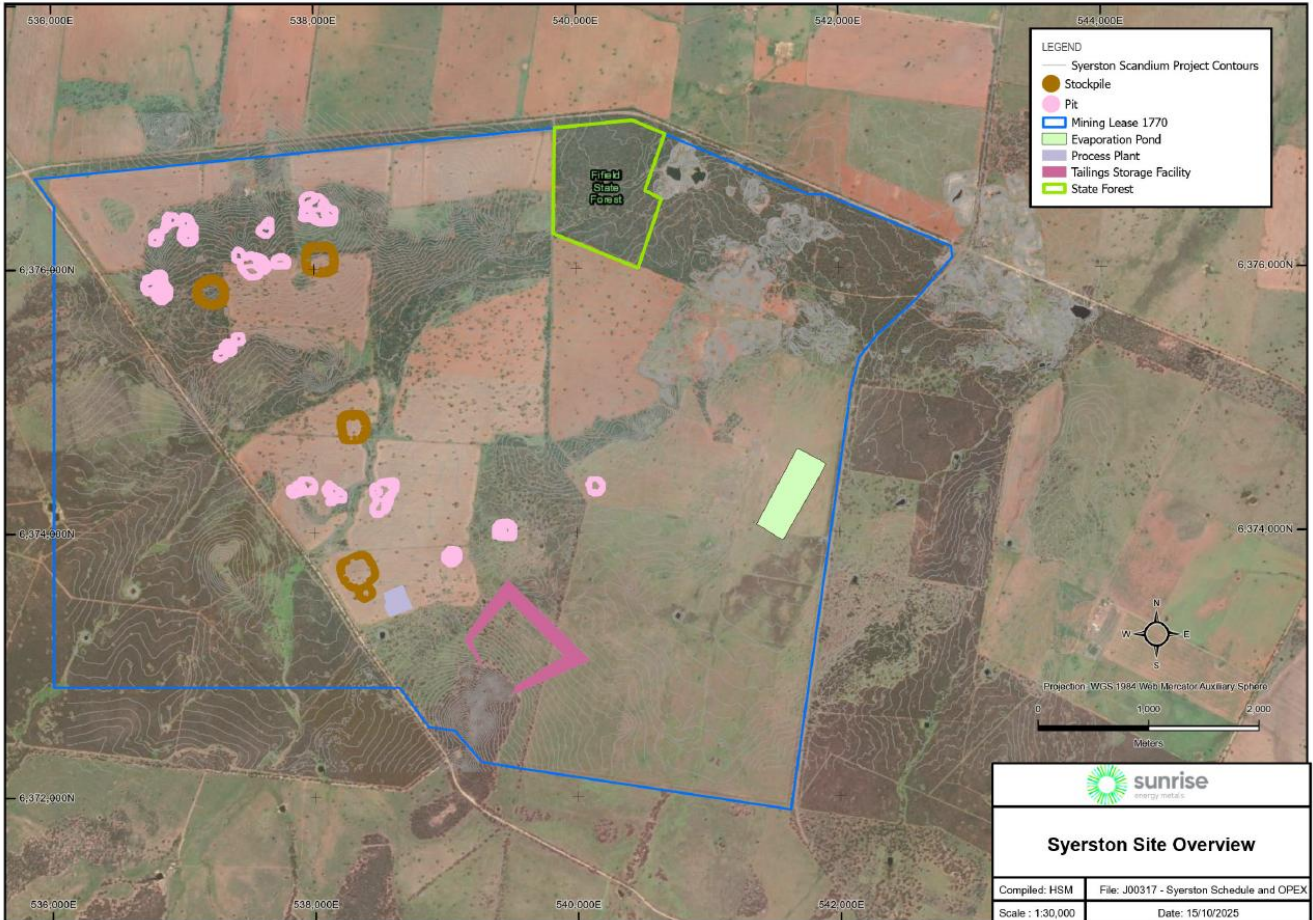 536,000E
538,000E
540,000E
542,000E
544,000E
LEGEND
Syerston Scandium Project Contours
Stockpile
Pit
Mining Lease 1770
Evaporation Pond
Process Plant
Tailings Storage Facility
State Forest
Fifield
State
Forest
6,376,000N
6,376,000N
6,374,000N
6,374,000N
N
W
E
S
Projection: WGS 1984 Web Mercator Auxiliary Sphere
0
1,000
2,000
Meters
6,372,000N
sunrise
energy metals
Syerston Site Overview
Compiled: HSM
File: J00317 - Syerston Schedule and OPEX
Scale : 1:30,000
Date: 15/10/2025
536,000E
538,000E
540,000E
542,000E